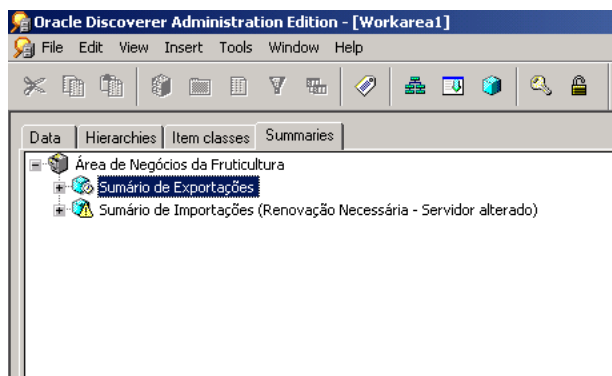 Oracle Discoverer Administration Edition - [Workarea1]
File Edit View Insert Tools Window Help
Data Hierarchies Item classes Summaries
Área de Negócios da Fruticultura
Sumário de Exportações
Sumário de Importações (Renovação Necessária - Servidor alterado)